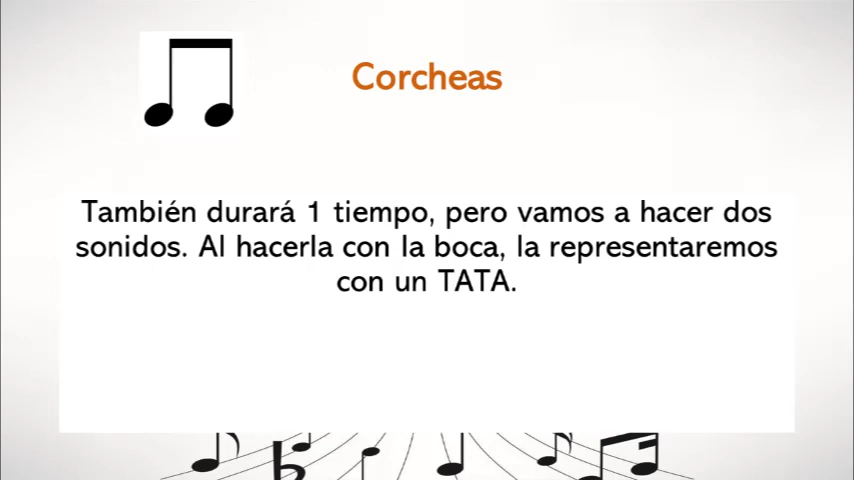 Corcheas
También durará 1 tiempo, pero vamos a hacer dos
sonidos. Al hacerla con la boca, la representaremos
con un TATA.